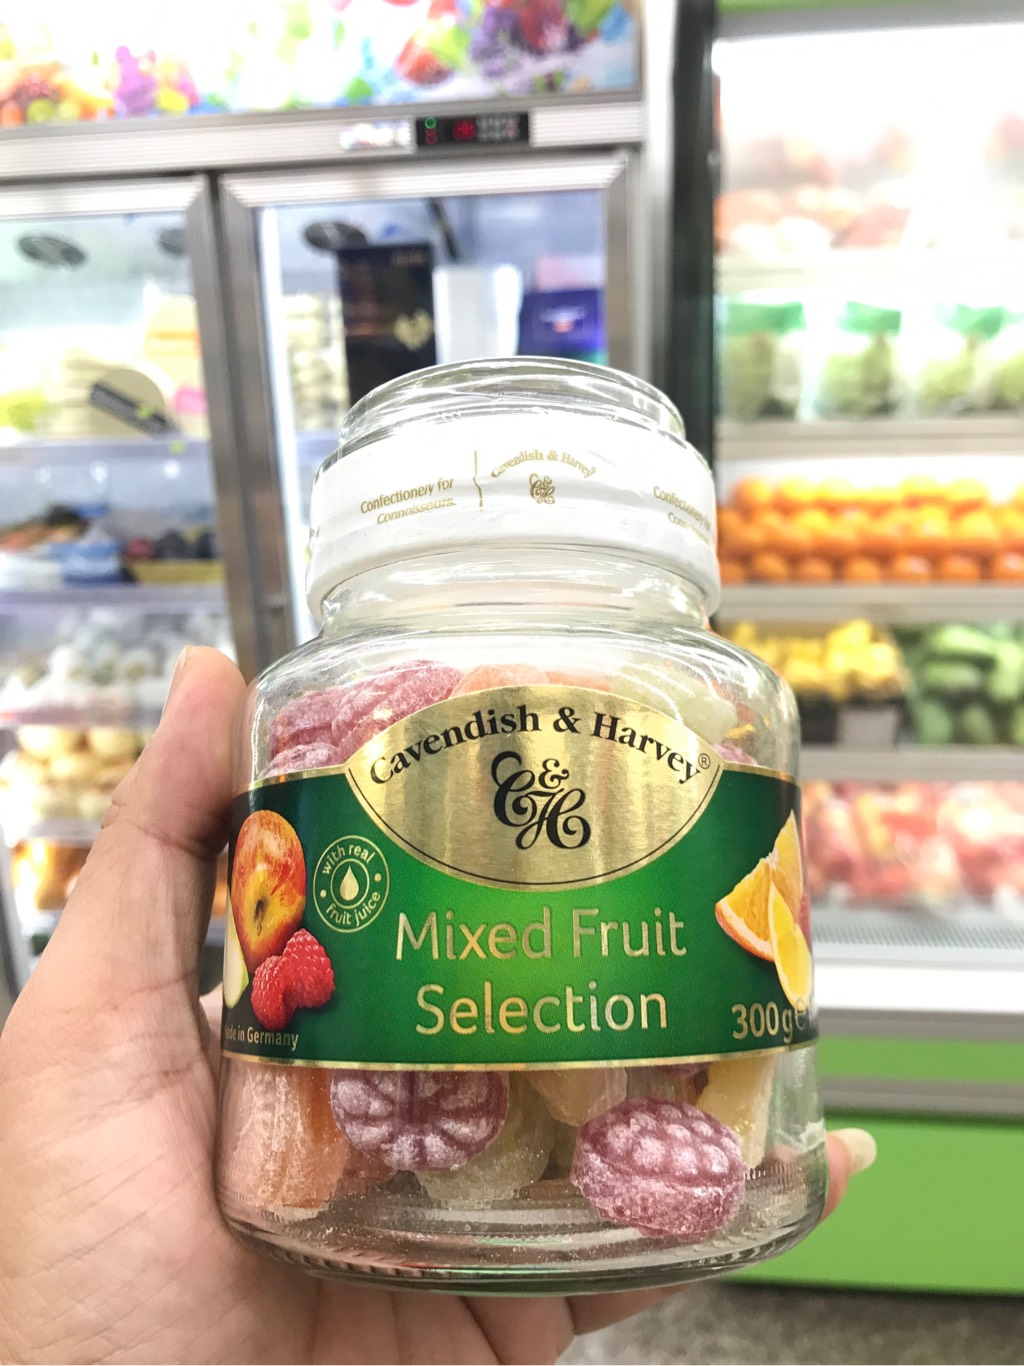 Confectionery for
Connoisseurs.
Cavendish & Harvey
C&H
Confectionery for
Cavendish & Harvey®
C&H
with real
fruit juice
Mixed Fruit
Selection
300g e
in Germany